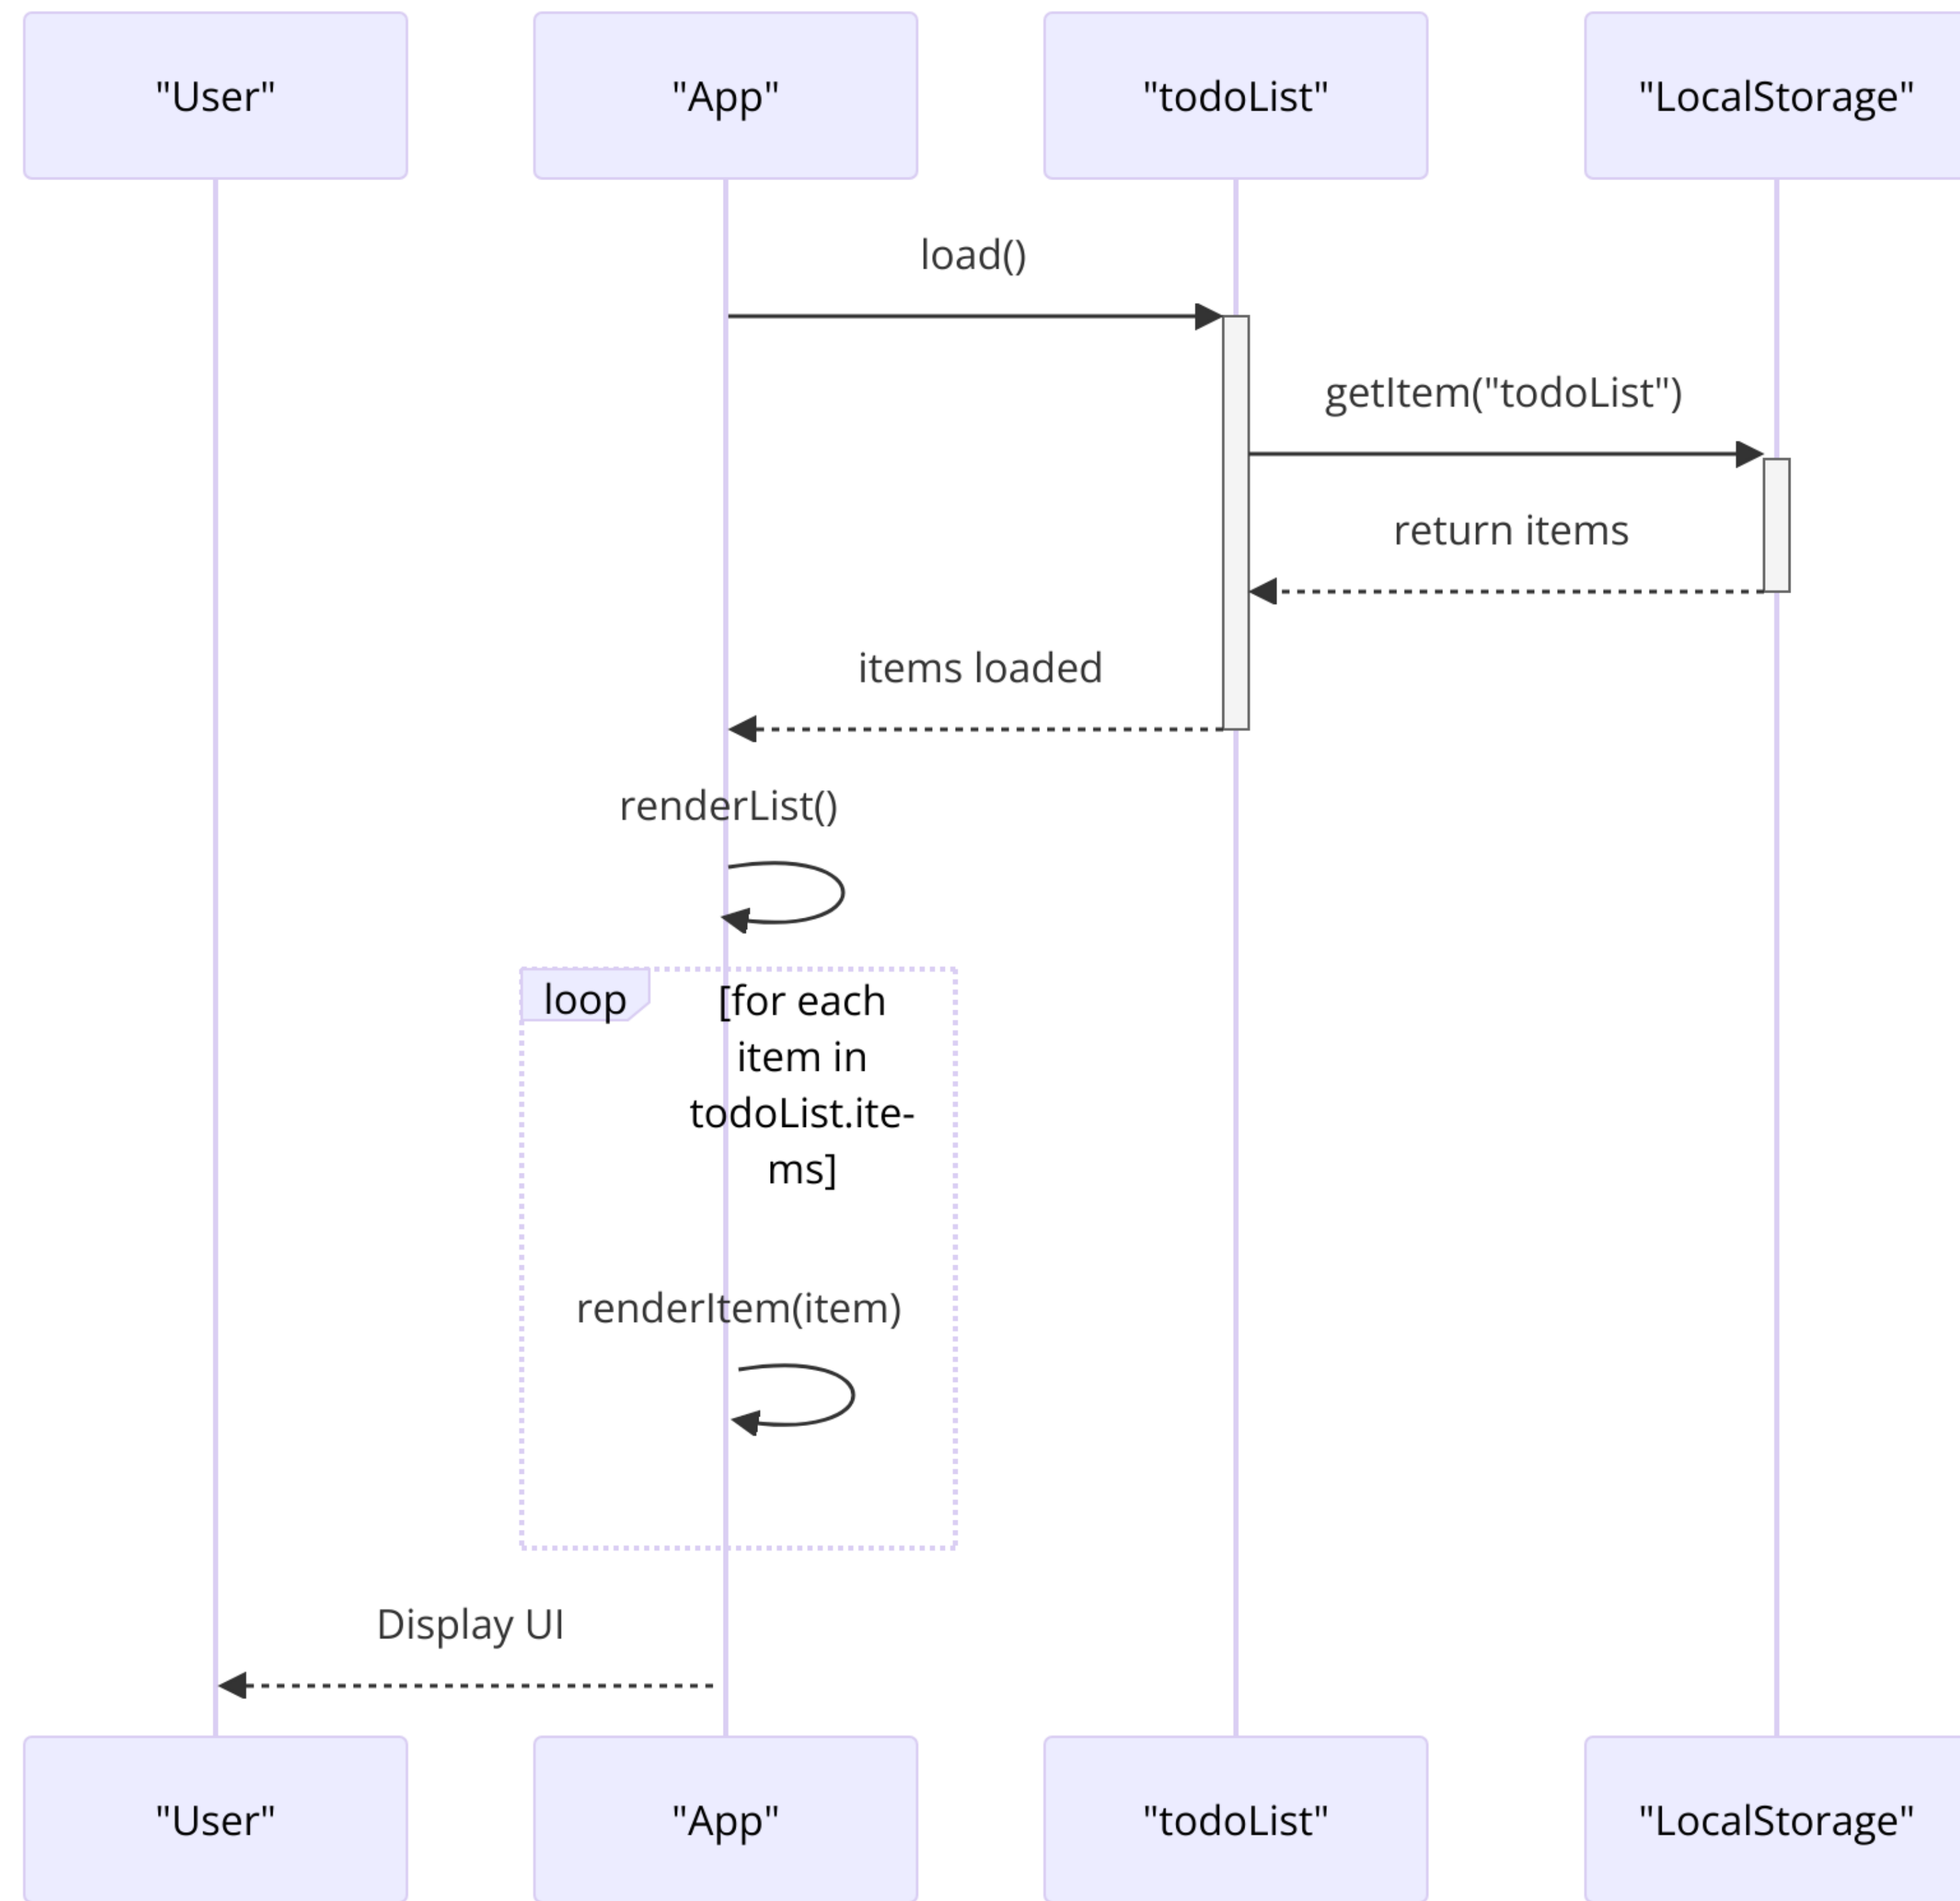 "User"
"App"
"todoList"
"LocalStorage"
load()
getItem("todoList")
return items
items loaded
renderList()
loop
[for each
item in
todoList.ite-
ms]
renderItem(item)
Display UI
"User"
"App"
"todoList"
"LocalStorage"